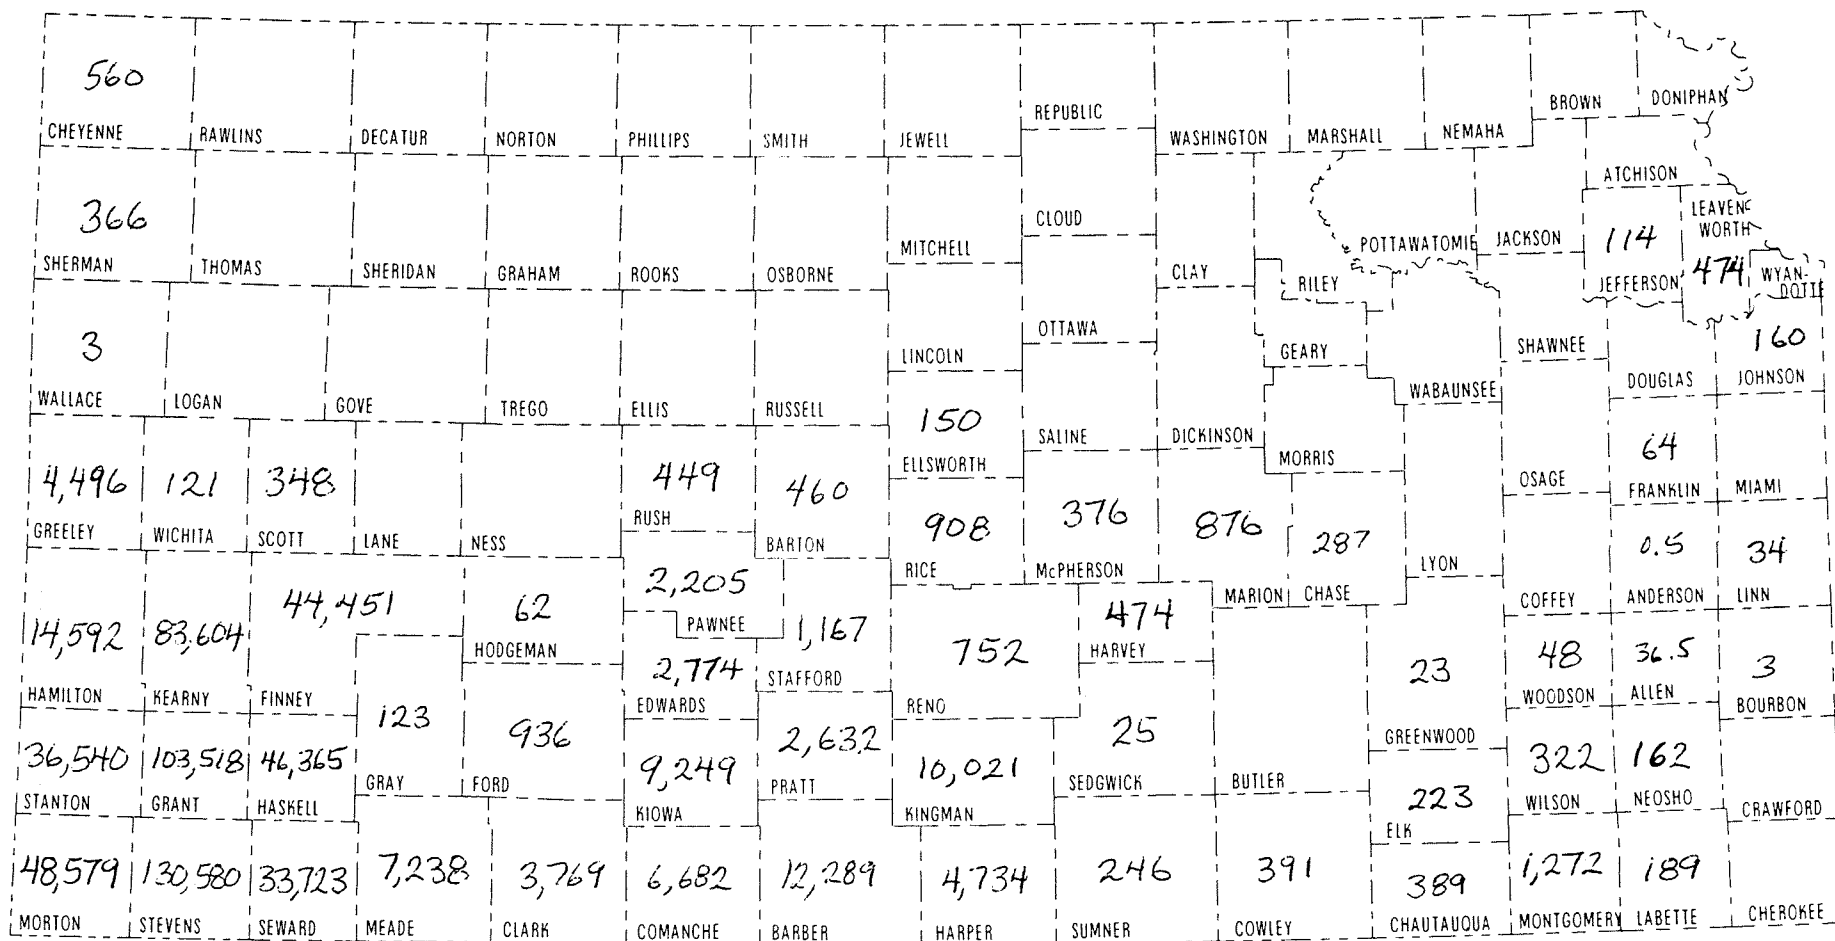 560
REPUBLIC
BROWN DONIPHAN
CHEYENNE RAWLINS DECATUR NORTON PHILLIPS SMITH JEWELL WASHINGTON MARSHALL NEMAHA
ATCHISON
366 CLOUD LEAVEN-
WORTH
MITCHELL POTTAWATOMIE JACKSON 114
SHERMAN THOMAS SHERIDAN GRAHAM ROOKS OSBORNE CLAY RILEY JEFFERSON 474 WYAN-
DOTTE
3 LINCOLN OTTAWA GEARY SHAWNEE 160
WALLACE LOGAN GOVE TREGO ELLIS RUSSELL WABAUNSEE DOUGLAS JOHNSON
150 SALINE DICKINSON
4,496 121 348 449 460 ELLSWORTH MORRIS 64
OSAGE FRANKLIN MIAMI
GREELEY WICHITA SCOTT LANE NESS RUSH BARTON 908 376 876 287 0.5 34
RICE McPHERSON LYON
14,592 83,604 44,451 62 2,205 MARION CHASE COFFEY ANDERSON LINN
HODGEMAN PAWNEE 1,167 752 474 48 36.5 3
2,774 STAFFORD HARVEY 23
HAMILTON KEARNY FINNEY EDWARDS RENO WOODSON ALLEN BOURBON
36,540 103,518 46,365 123 936 9,249 2,632 10,021 25 GREENWOOD 322 162
STANTON GRANT HASKELL GRAY FORD KIOWA PRATT KINGMAN SEDGWICK BUTLER 223 WILSON NEOSHO CRAWFORD
ELK
48,579 130,580 33,723 7,238 3,769 6,682 12,289 4,734 246 391 389 1,272 189
MORTON STEVENS SEWARD MEADE CLARK COMANCHE BARBER HARPER SUMNER COWLEY CHAUTAUQUA MONTGOMERY LABETTE CHEROKEE